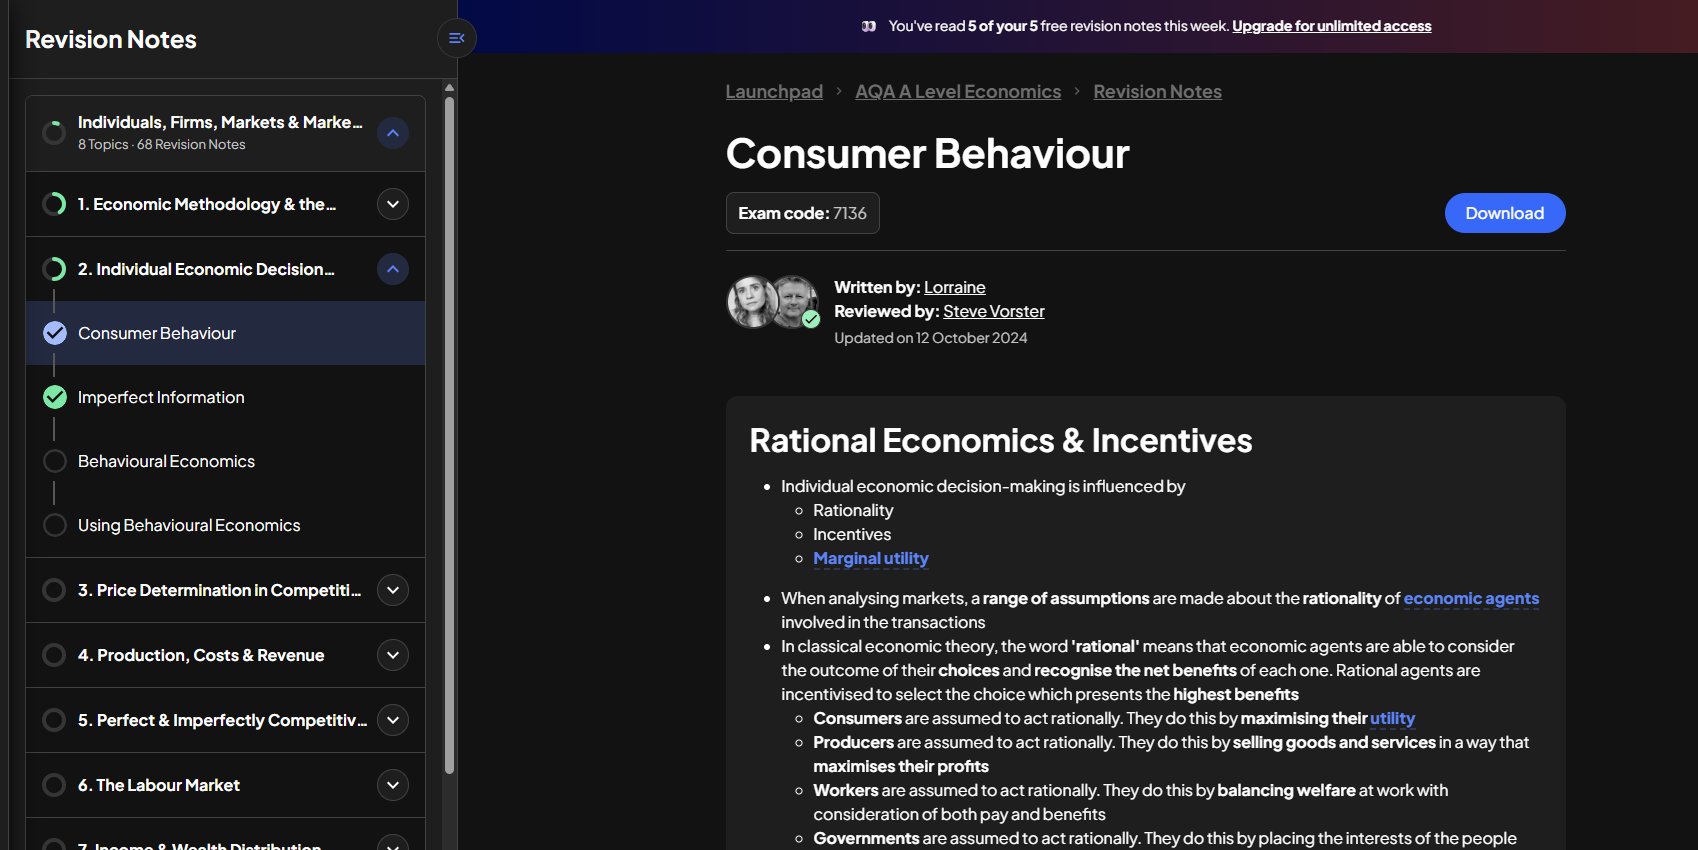 Revision Notes
You've read 5 of your 5 free revision notes this week. Upgrade for unlimited access
Individuals, Firms, Markets & Marke...
8 Topics · 68 Revision Notes
1. Economic Methodology & the...
2. Individual Economic Decision...
Consumer Behaviour
Imperfect Information
Behavioural Economics
Using Behavioural Economics
3. Price Determination in Competiti...
4. Production, Costs & Revenue
5. Perfect & Imperfectly Competitiv...
6. The Labour Market
7. Income & Wealth Distribution
Launchpad > AQA A Level Economics > Revision Notes
Consumer Behaviour
Exam code: 7136
Download
Written by: Lorraine
Reviewed by: Steve Vorster
Updated on 12 October 2024
Rational Economics & Incentives
• Individual economic decision-making is influenced by
○ Rationality
○ Incentives
○ Marginal utility
• When analysing markets, a range of assumptions are made about the rationality of economic agents
involved in the transactions
• In classical economic theory, the word 'rational' means that economic agents are able to consider
the outcome of their choices and recognise the net benefits of each one. Rational agents are
incentivised to select the choice which presents the highest benefits
○ Consumers are assumed to act rationally. They do this by maximising their utility
○ Producers are assumed to act rationally. They do this by selling goods and services in a way that
maximises their profits
○ Workers are assumed to act rationally. They do this by balancing welfare at work with
consideration of both pay and benefits
○ Governments are assumed to act rationally. They do this by placing the interests of the people